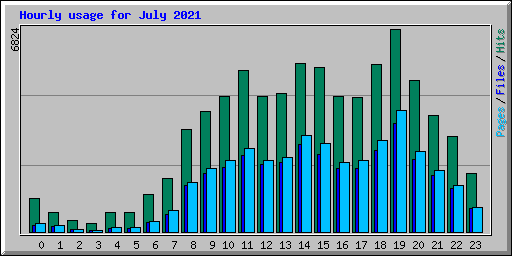 Hourly usage for July 2021
6824
Pages / Files / Hits
0 1 2 3 4 5 6 7 8 9 10 11 12 13 14 15 16 17 18 19 20 21 22 23